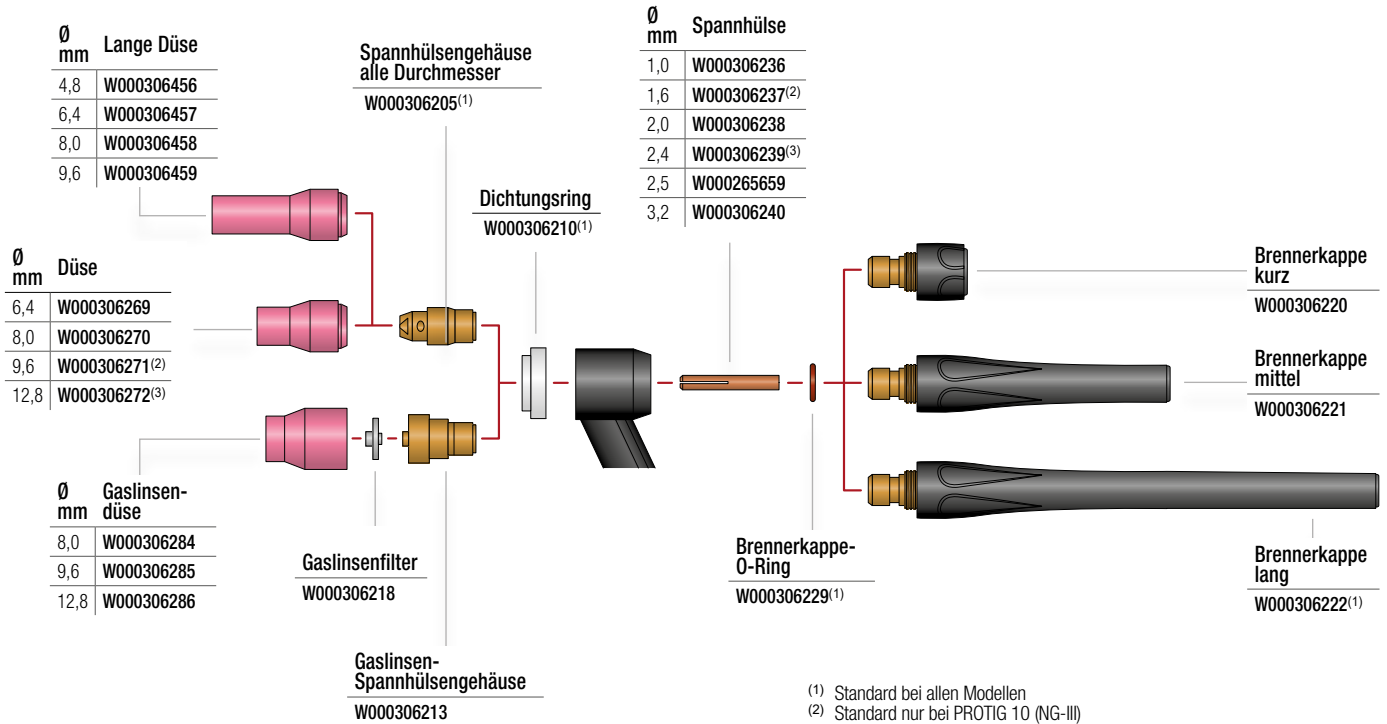 Ø
mm Lange Düse
4,8 W000306456
6,4 W000306457
8,0 W000306458
9,6 W000306459
Spannhülsengehäuse
alle Durchmesser
W000306205(1)
Ø
mm Spannhülse
1,0 W000306236
1,6 W000306237(2)
2,0 W000306238
2,4 W000306239(3)
2,5 W000265659
3,2 W000306240
Dichtungsring
W000306210(1)
Ø
mm Düse
6,4 W000306269
8,0 W000306270
9,6 W000306271(2)
12,8 W000306272(3)
Brennerkappe
kurz
W000306220
Brennerkappe
mittel
W000306221
Ø
mm Gaslinsen-
düse
8,0 W000306284
9,6 W000306285
12,8 W000306286
Gaslinsenfilter
W000306218
Brennerkappe-
O-Ring
W000306229(1)
Brennerkappe
lang
W000306222(1)
Gaslinsen-
Spannhülsengehäuse
W000306213
(1) Standard bei allen Modellen
(2) Standard nur bei PROTIG 10 (NG-III)